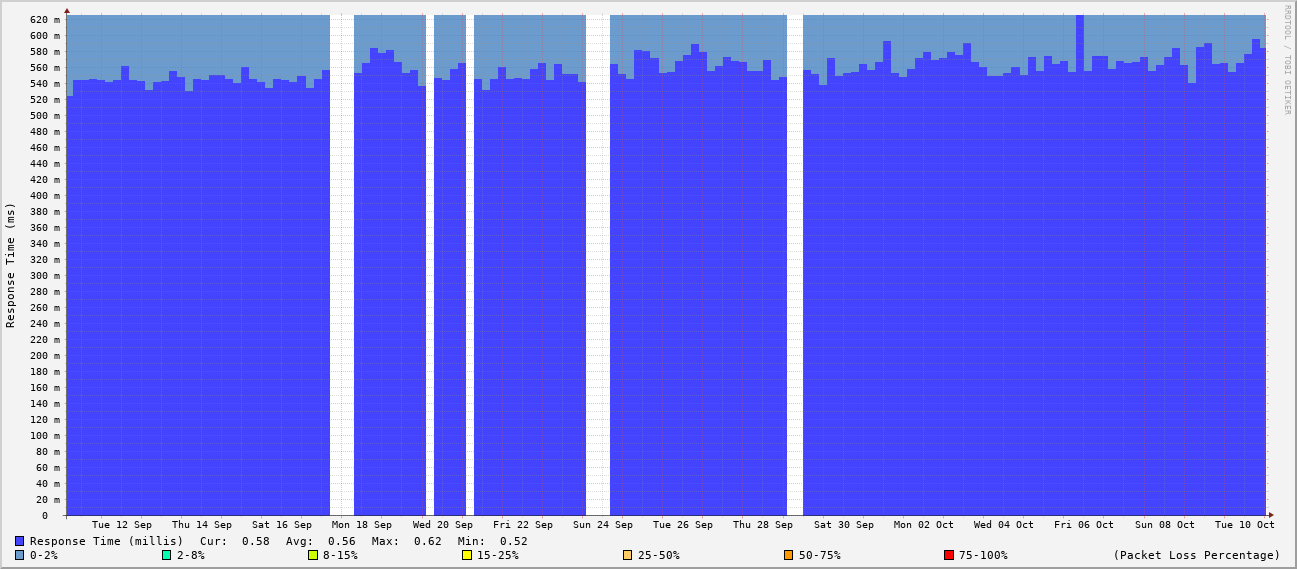 RRDTOOL / TOBI OETIKER
Response Time (ms)
620 m
600 m
580 m
560 m
540 m
520 m
500 m
480 m
460 m
440 m
420 m
400 m
380 m
360 m
340 m
320 m
300 m
280 m
260 m
240 m
220 m
200 m
180 m
160 m
140 m
120 m
100 m
80 m
60 m
40 m
20 m
0
Tue 12 Sep Thu 14 Sep Sat 16 Sep Mon 18 Sep Wed 20 Sep Fri 22 Sep Sun 24 Sep Tue 26 Sep Thu 28 Sep Sat 30 Sep Mon 02 Oct Wed 04 Oct Fri 06 Oct Sun 08 Oct Tue 10 Oct
Response Time (millis) Cur: 0.58 Avg: 0.56 Max: 0.62 Min: 0.52
0-2% 2-8% 8-15% 15-25% 25-50% 50-75% 75-100% (Packet Loss Percentage)